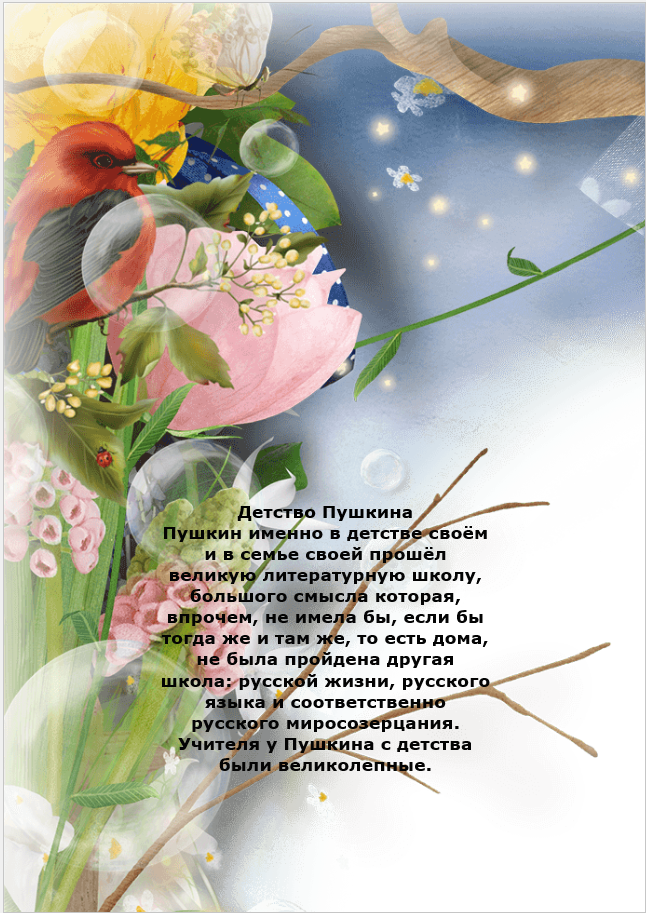 Детство Пушкина
Пушкин именно в детстве своём
и в семье своей прошёл
великую литературную школу,
большого смысла которая,
впрочем, не имела бы, если бы
тогда же и там же, то есть дома,
не была пройдена другая
школа: русской жизни, русского
языка и соответственно
русского миросозерцания.
Учителя у Пушкина с детства
были великолепные.